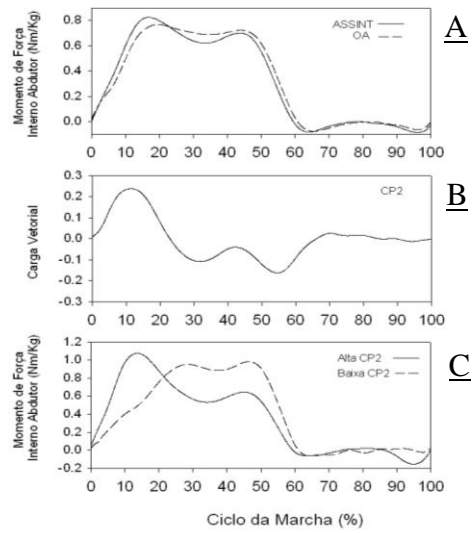 Momento de Força
Interno Abdutor (Nm/Kg)
0.8
0.6
0.4
0.2
0.0
ASSINT
OA
A
0 10 20 30 40 50 60 70 80 90 100
Carga Vetorial
0.3
0.2
0.1
0.0
-0.1
-0.2
-0.3
CP2
B
0 10 20 30 40 50 60 70 80 90 100
Momento de Força
Interno Abdutor (Nm/Kg)
1.2
1.0
0.8
0.6
0.4
0.2
0.0
-0.2
Alta CP2
Baixa CP2
C
0 10 20 30 40 50 60 70 80 90 100
Ciclo da Marcha (%)